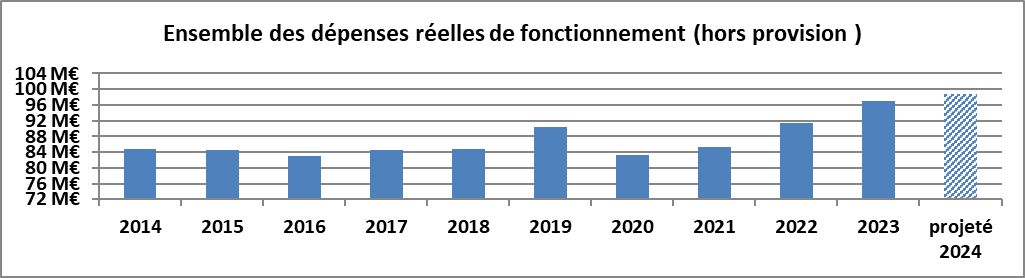 Ensemble des dépenses réelles de fonctionnement (hors provision )
104 M€
100 M€
96 M€
92 M€
88 M€
84 M€
80 M€
76 M€
72 M€
2014 2015 2016 2017 2018 2019 2020 2021 2022 2023 projeté
2024